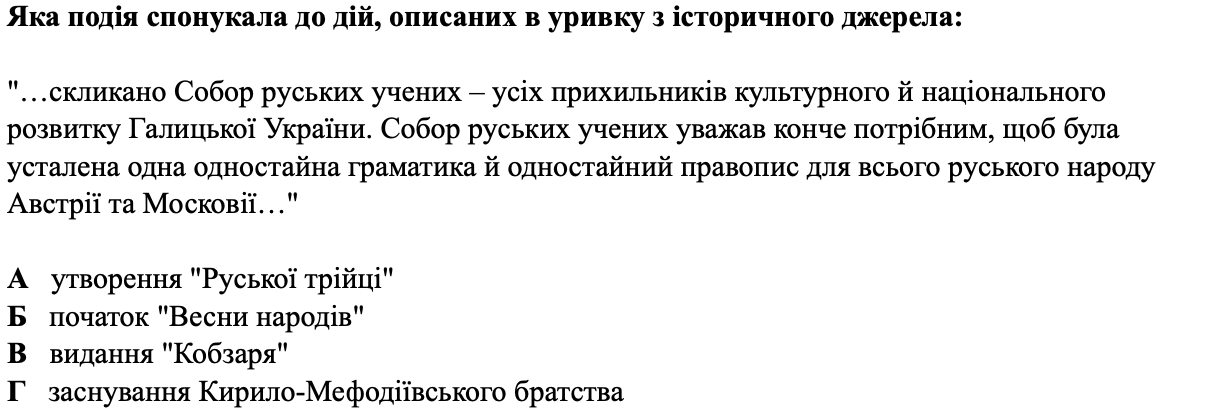 Яка подія спонукала до дій, описаних в уривку з історичного джерела:
"…скликано Собор руських учених – усіх прихильників культурного й національного
розвитку Галицької України. Собор руських учених уважав конче потрібним, щоб була
усталена одна одностайна граматика й одностайний правопис для всього руського народу
Австрії та Московії…"
А утворення "Руської трійці"
Б початок "Весни народів"
В видання "Кобзаря"
Г заснування Кирило-Мефодіївського братства